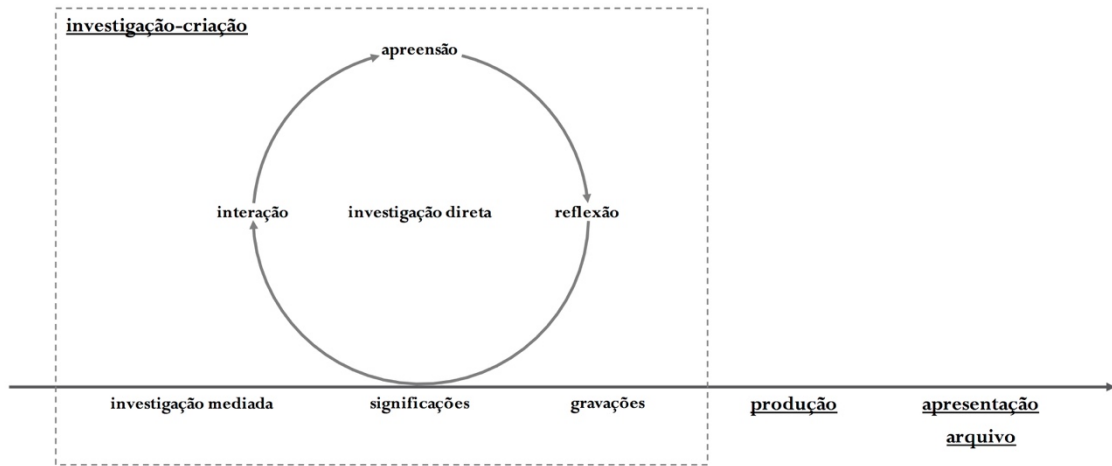 investigação-criação
apreensão
interação investigação direta reflexão
investigação mediada significações gravações produção apresentação
arquivo